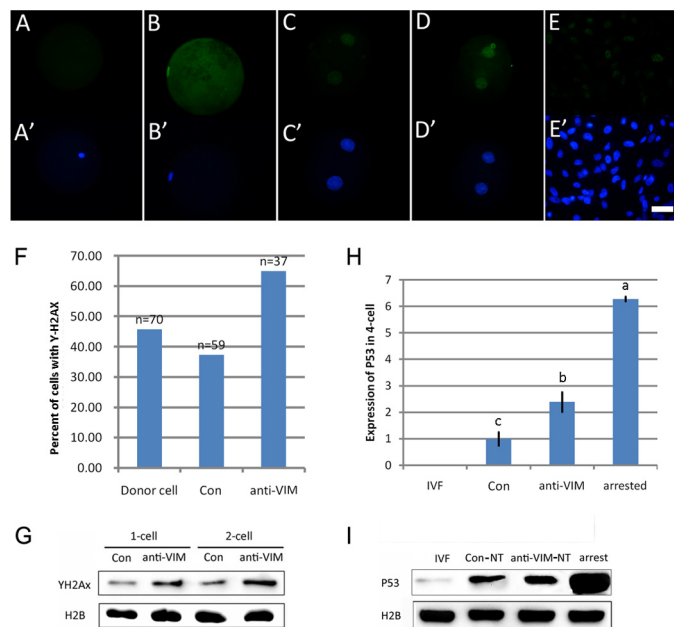 A B C D E
A' B' C' D' E'
F
Percent of cells with Y-H2AX
70.00
60.00
50.00
40.00
30.00
20.00
10.00
0.00
n=70
n=59
n=37
Donor cell Con anti-VIM
H
Expression of P53 in 4-cell
7
6
5
4
3
2
1
0
c
b
a
IVF Con anti-VIM arrested
G
1-cell 2-cell
Con anti-VIM Con anti-VIM
YH2Ax
H2B
I
IVF Con-NT anti-VIM-NT arrest
P53
H2B